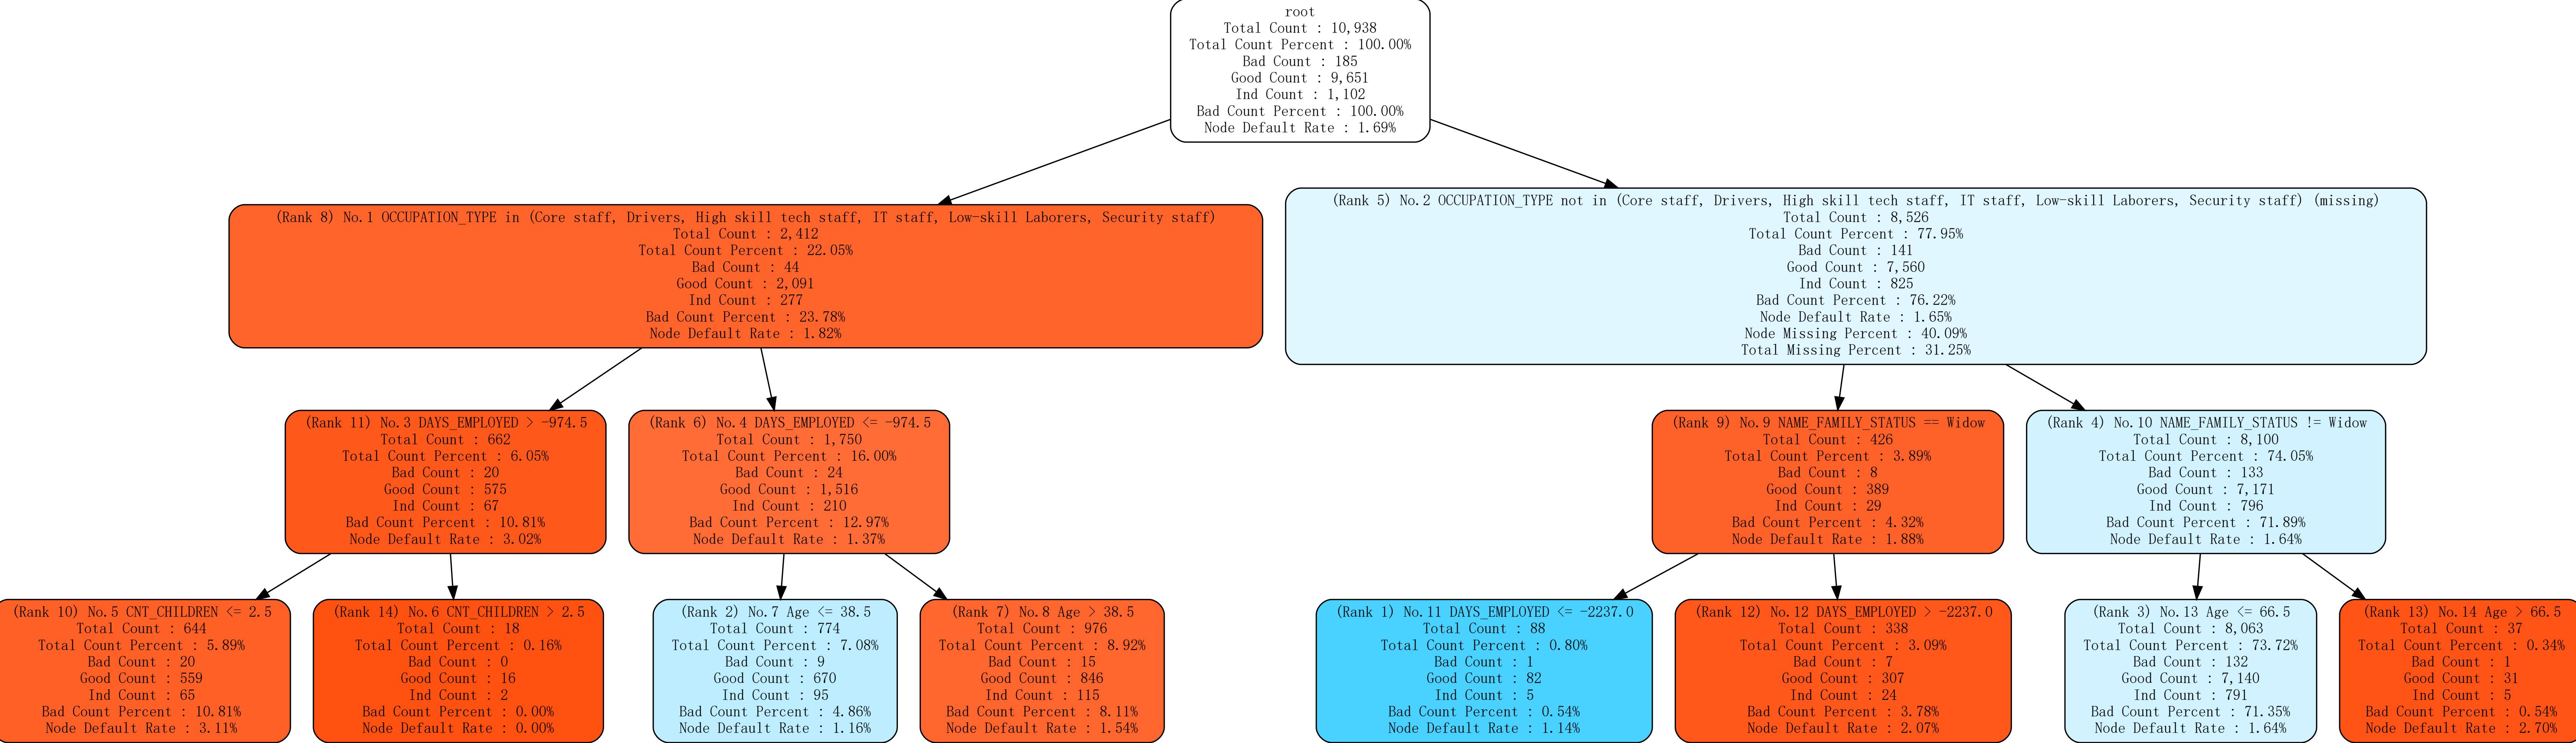 root
Total Count : 10,938
Total Count Percent : 100.00%
Bad Count : 185
Good Count : 9,651
Ind Count : 1,102
Bad Count Percent : 100.00%
Node Default Rate : 1.69%
(Rank 8) No.1 OCCUPATION_TYPE in (Core staff, Drivers, High skill tech staff, IT staff, Low-skill Laborers, Security staff)
Total Count : 2,412
Total Count Percent : 22.05%
Bad Count : 44
Good Count : 2,091
Ind Count : 277
Bad Count Percent : 23.78%
Node Default Rate : 1.82%
(Rank 5) No.2 OCCUPATION_TYPE not in (Core staff, Drivers, High skill tech staff, IT staff, Low-skill Laborers, Security staff) (missing)
Total Count : 8,526
Total Count Percent : 77.95%
Bad Count : 141
Good Count : 7,560
Ind Count : 825
Bad Count Percent : 76.22%
Node Default Rate : 1.65%
Node Missing Percent : 40.09%
Total Missing Percent : 31.25%
(Rank 11) No.3 DAYS_EMPLOYED > -974.5
Total Count : 662
Total Count Percent : 6.05%
Bad Count : 20
Good Count : 575
Ind Count : 67
Bad Count Percent : 10.81%
Node Default Rate : 3.02%
(Rank 6) No.4 DAYS_EMPLOYED <= -974.5
Total Count : 1,750
Total Count Percent : 16.00%
Bad Count : 24
Good Count : 1,516
Ind Count : 210
Bad Count Percent : 12.97%
Node Default Rate : 1.37%
(Rank 9) No.9 NAME_FAMILY_STATUS == Widow
Total Count : 426
Total Count Percent : 3.89%
Bad Count : 8
Good Count : 389
Ind Count : 29
Bad Count Percent : 4.32%
Node Default Rate : 1.88%
(Rank 4) No.10 NAME_FAMILY_STATUS != Widow
Total Count : 8,100
Total Count Percent : 74.05%
Bad Count : 133
Good Count : 7,171
Ind Count : 796
Bad Count Percent : 71.89%
Node Default Rate : 1.64%
(Rank 10) No.5 CNT_CHILDREN <= 2.5
Total Count : 644
Total Count Percent : 5.89%
Bad Count : 20
Good Count : 559
Ind Count : 65
Bad Count Percent : 10.81%
Node Default Rate : 3.11%
(Rank 14) No.6 CNT_CHILDREN > 2.5
Total Count : 18
Total Count Percent : 0.16%
Bad Count : 0
Good Count : 16
Ind Count : 2
Bad Count Percent : 0.00%
Node Default Rate : 0.00%
(Rank 2) No.7 Age <= 38.5
Total Count : 774
Total Count Percent : 7.08%
Bad Count : 9
Good Count : 670
Ind Count : 95
Bad Count Percent : 4.86%
Node Default Rate : 1.16%
(Rank 7) No.8 Age > 38.5
Total Count : 976
Total Count Percent : 8.92%
Bad Count : 15
Good Count : 846
Ind Count : 115
Bad Count Percent : 8.11%
Node Default Rate : 1.54%
(Rank 1) No.11 DAYS_EMPLOYED <= -2237.0
Total Count : 88
Total Count Percent : 0.80%
Bad Count : 1
Good Count : 82
Ind Count : 5
Bad Count Percent : 0.54%
Node Default Rate : 1.14%
(Rank 12) No.12 DAYS_EMPLOYED > -2237.0
Total Count : 338
Total Count Percent : 3.09%
Bad Count : 7
Good Count : 307
Ind Count : 24
Bad Count Percent : 3.78%
Node Default Rate : 2.07%
(Rank 3) No.13 Age <= 66.5
Total Count : 8,063
Total Count Percent : 73.72%
Bad Count : 132
Good Count : 7,140
Ind Count : 791
Bad Count Percent : 71.35%
Node Default Rate : 1.64%
(Rank 13) No.14 Age > 66.5
Total Count : 37
Total Count Percent : 0.34%
Bad Count : 1
Good Count : 31
Ind Count : 5
Bad Count Percent : 0.54%
Node Default Rate : 2.70%